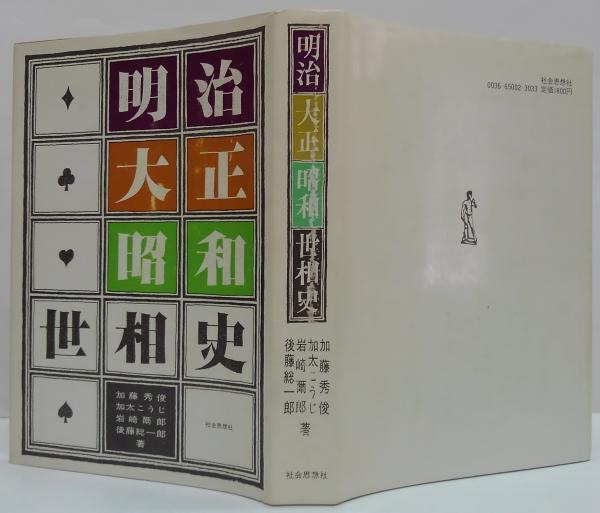 明治
大正
昭和
世相史
加藤秀俊
加太こうじ
岩崎爾郎
後藤総一郎
著
社会思想社
明治 大正 昭和 世相史
加藤秀俊
加太こうじ
岩崎爾郎
後藤総一郎
著
社会思想社
社会思想社
0036-65002-3033 定価1800円